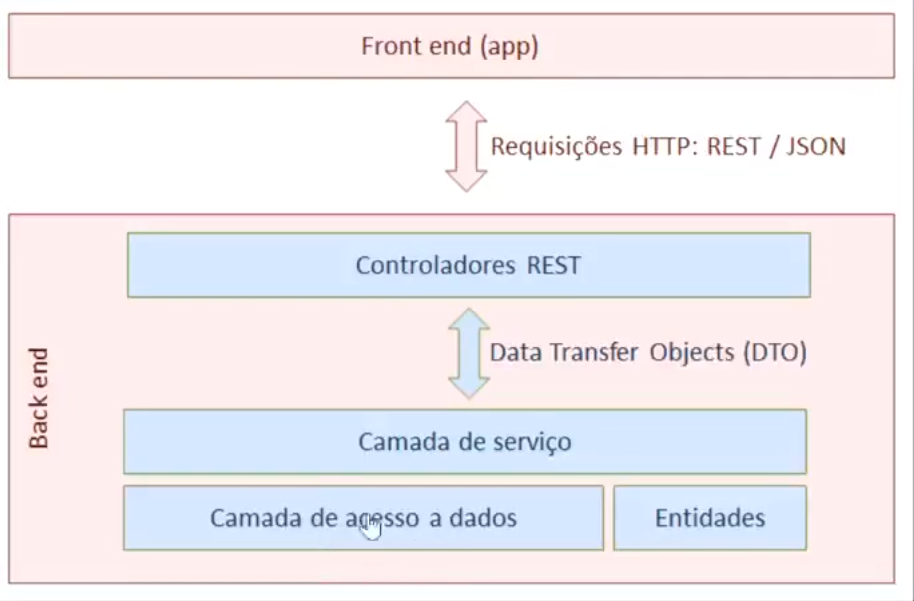 Front end (app)
Requisições HTTP: REST / JSON
Controladores REST
Data Transfer Objects (DTO)
Back end
Camada de serviço
Camada de acesso a dados
Entidades